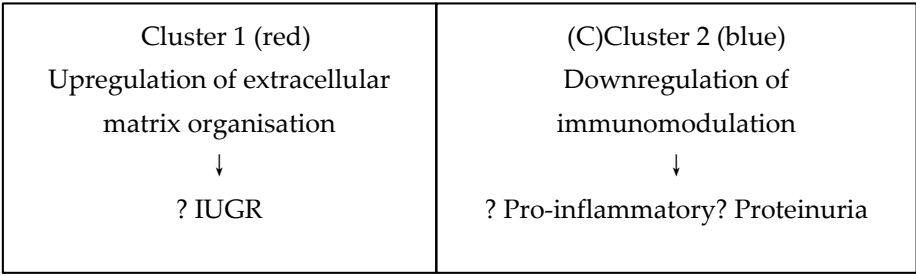 Cluster 1 (red)
Upregulation of extracellular
matrix organisation
↓
? IUGR
(C)Cluster 2 (blue)
Downregulation of
immunomodulation
↓
? Pro-inflammatory? Proteinuria